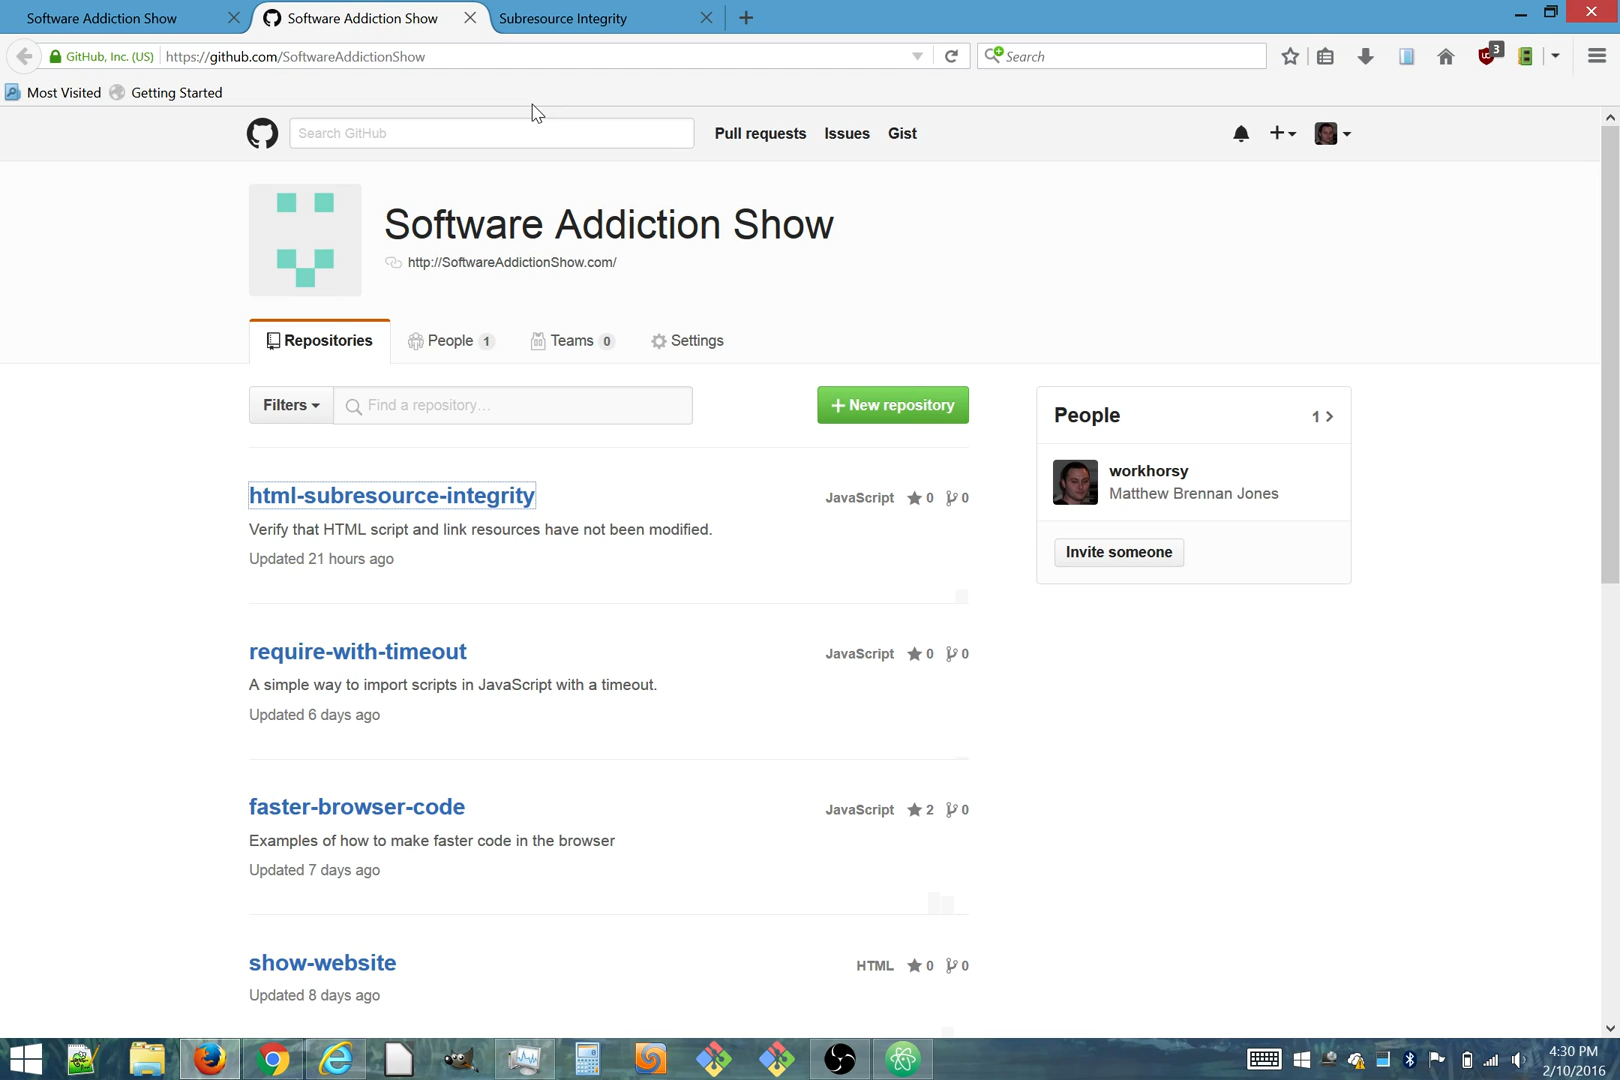 Software Addiction Show
Software Addiction Show
Subresource Integrity
GitHub, Inc. (US)
https://github.com/SoftwareAddictionShow
Search
3
Most Visited
Getting Started
Search GitHub
Pull requests
Issues
Gist
Software Addiction Show
http://SoftwareAddictionShow.com/
Repositories
People 1
Teams 0
Settings
Filters
Find a repository…
New repository
People
1
workhorsy
Matthew Brennan Jones
Invite someone
html-subresource-integrity
JavaScript 0 0
Verify that HTML script and link resources have not been modified.
Updated 21 hours ago
require-with-timeout
JavaScript 0 0
A simple way to import scripts in JavaScript with a timeout.
Updated 6 days ago
faster-browser-code
JavaScript 2 0
Examples of how to make faster code in the browser
Updated 7 days ago
show-website
HTML 0 0
Updated 8 days ago
4:30 PM
2/10/2016